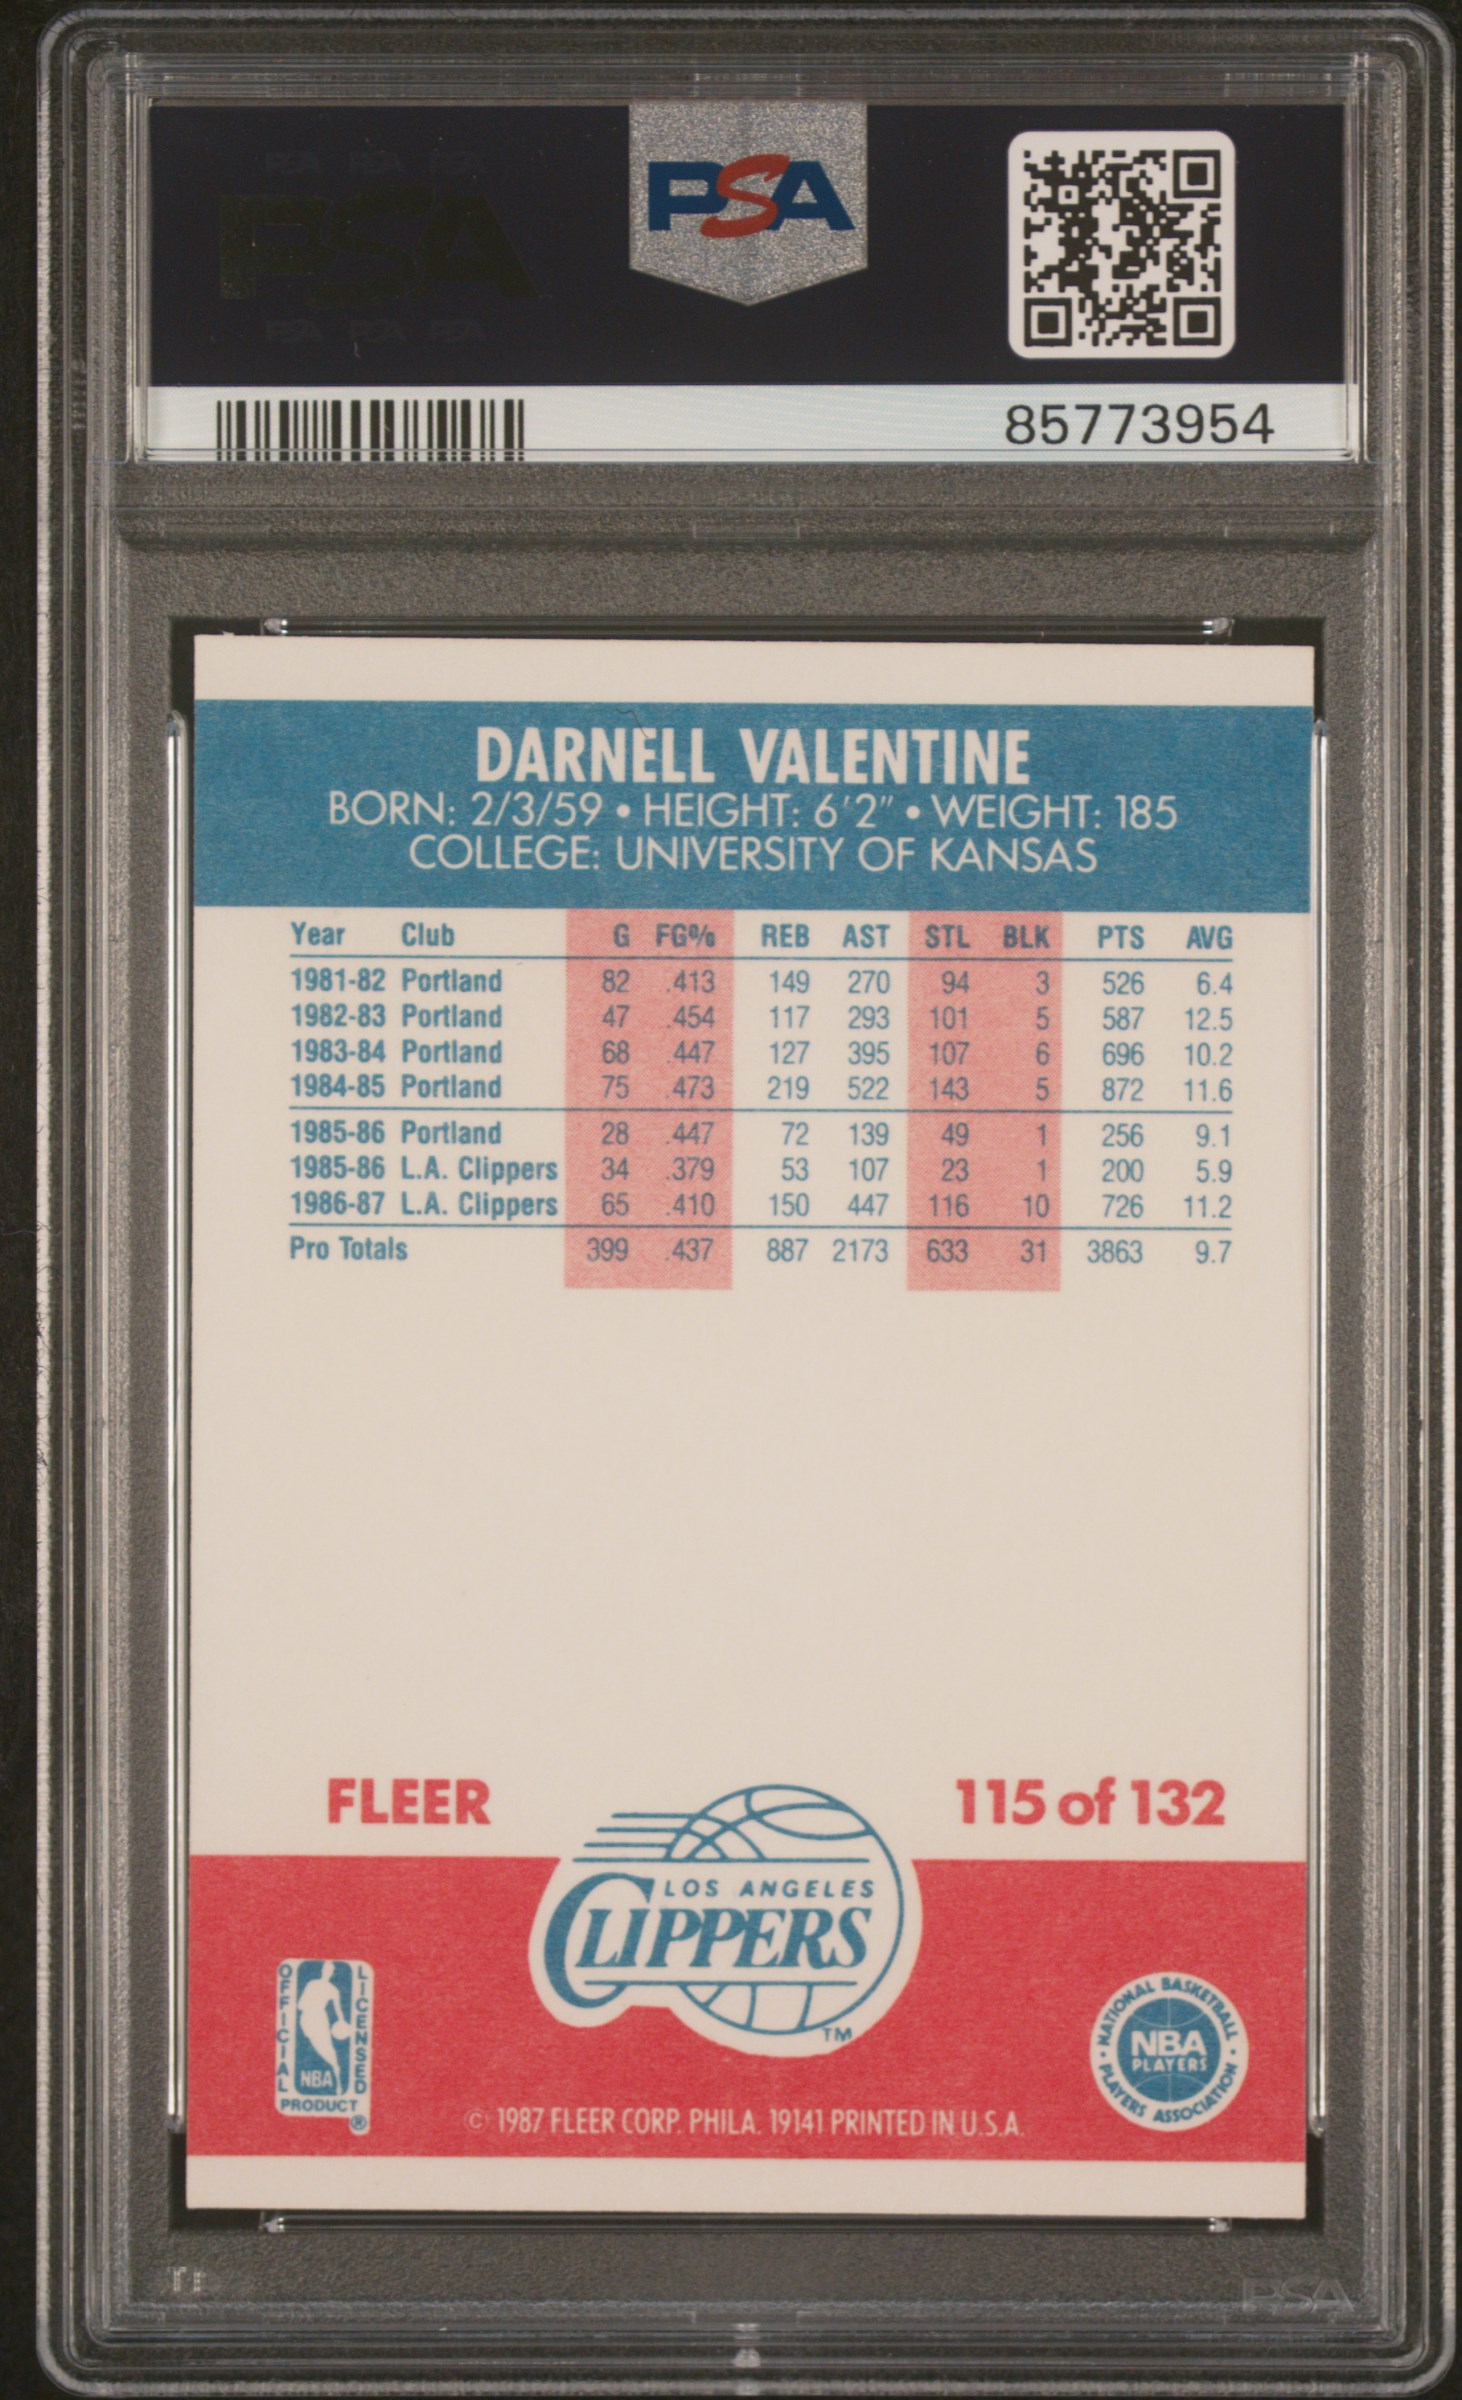 PSA
85773954
DARNELL VALENTINE
BORN: 2/3/59 • HEIGHT: 6'2" • WEIGHT: 185
COLLEGE: UNIVERSITY OF KANSAS
Year Club G FG% REB AST STL BLK PTS AVG
1981-82 Portland 82 .413 149 270 94 3 526 6.4
1982-83 Portland 47 .454 117 293 101 5 587 12.5
1983-84 Portland 68 .447 127 395 107 6 696 10.2
1984-85 Portland 75 .473 219 522 143 5 872 11.6
1985-86 Portland 28 .447 72 139 49 1 256 9.1
1985-86 L.A. Clippers 34 .379 53 107 23 1 200 5.9
1986-87 L.A. Clippers 65 .410 150 447 116 10 726 11.2
Pro Totals 399 .437 887 2173 633 31 3863 9.7
FLEER
115 of 132
LOS ANGELES
CLIPPERS
TM
OFFICIAL LICENSED
NBA
PRODUCT
®
NATIONAL BASKETBALL
NBA
PLAYERS
PLAYERS ASSOCIATION
© 1987 FLEER CORP. PHILA. 19141 PRINTED IN U.S.A.
PSA